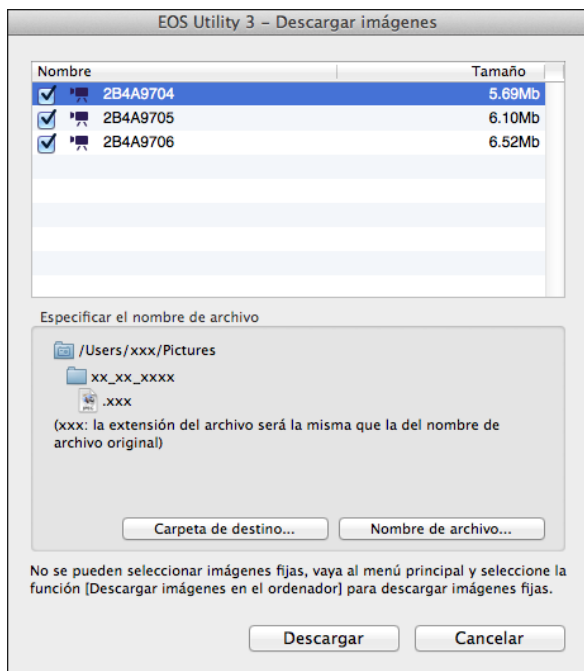 EOS Utility 3 – Descargar imágenes
Nombre Tamaño
2B4A9704 5.69Mb
2B4A9705 6.10Mb
2B4A9706 6.52Mb
Especificar el nombre de archivo
/Users/xxx/Pictures
xx_xx_xxxx
.xxx
(xxx: la extensión del archivo será la misma que la del nombre de
archivo original)
Carpeta de destino... Nombre de archivo...
No se pueden seleccionar imágenes fijas, vaya al menú principal y seleccione la
función [Descargar imágenes en el ordenador] para descargar imágenes fijas.
Descargar Cancelar